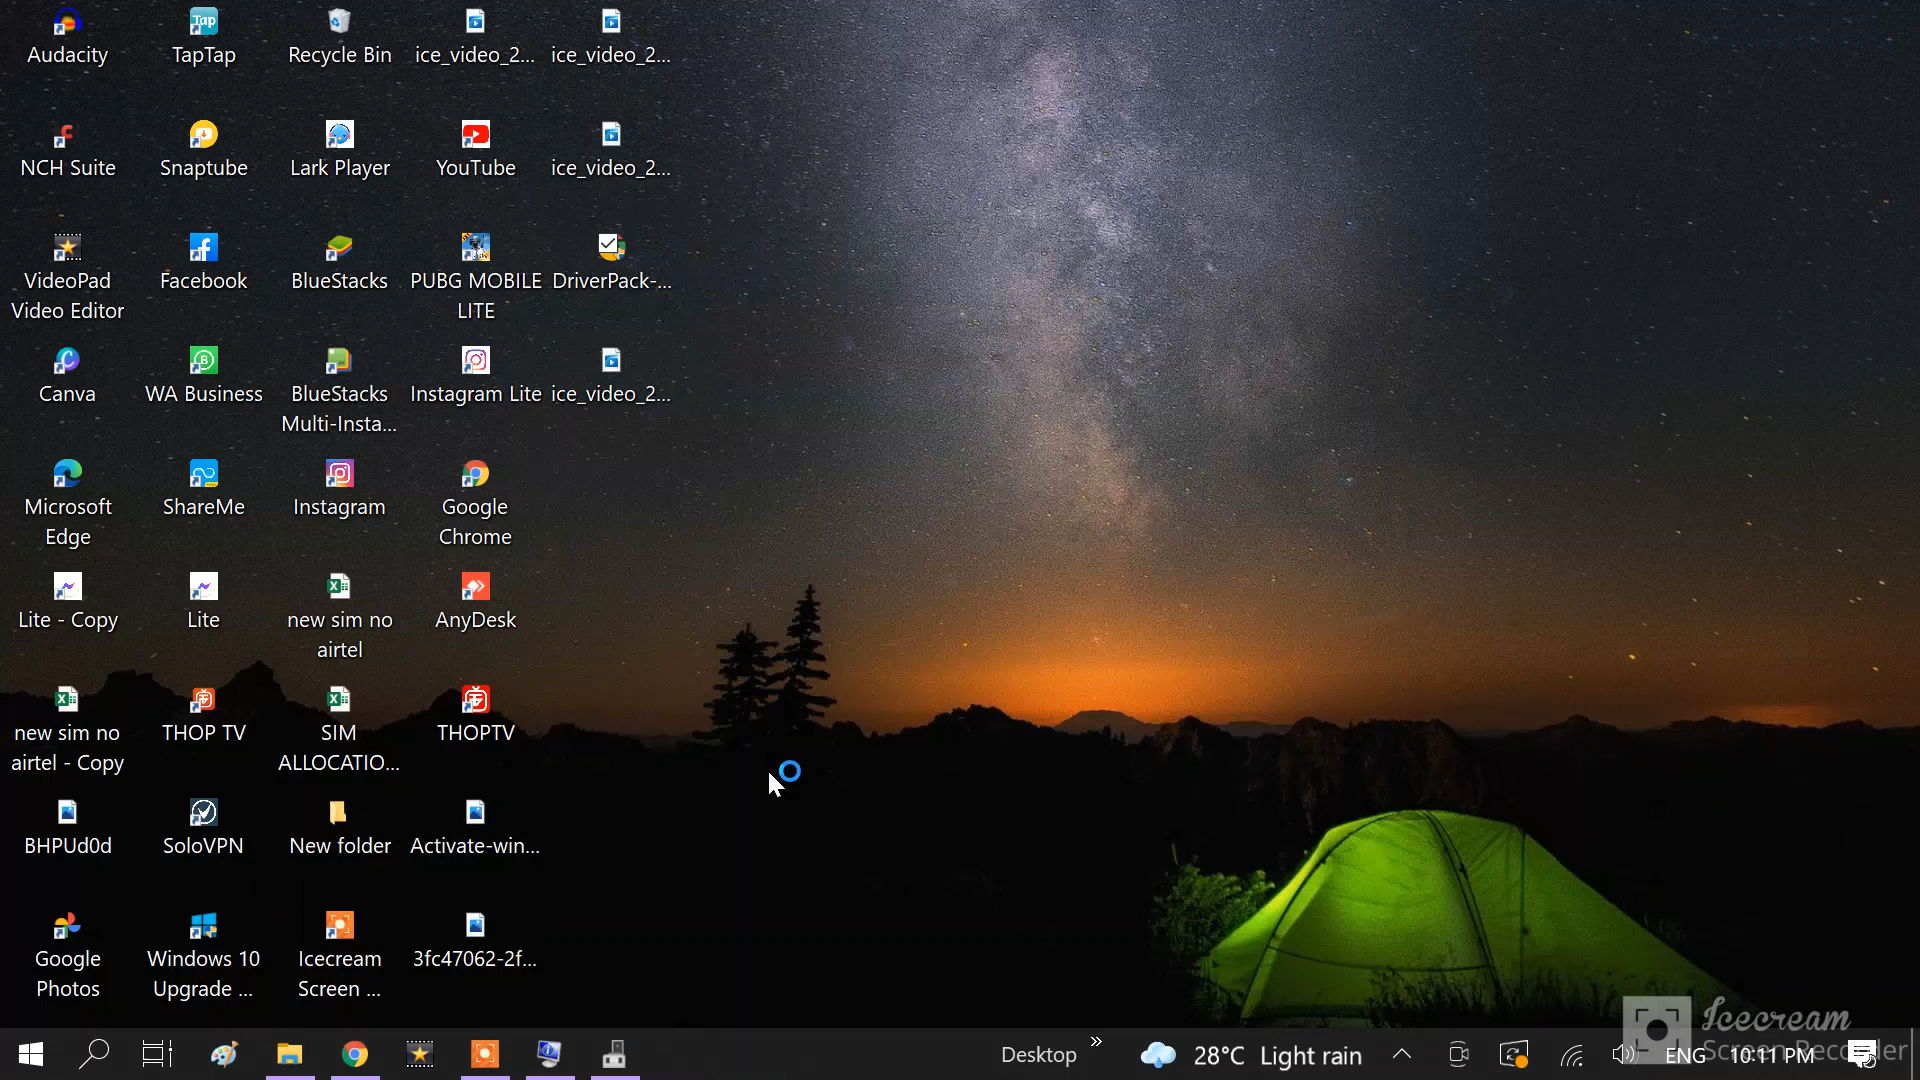 Audacity
TapTap
Tap
Recycle Bin
ice_video_2...
ice_video_2...
NCH Suite
Snaptube
Lark Player
YouTube
ice_video_2...
VideoPad
Video Editor
Facebook
BlueStacks
PUBG MOBILE
LITE
DriverPack-...
Canva
WA Business
BlueStacks
Multi-Insta...
Instagram Lite
ice_video_2...
Microsoft
Edge
ShareMe
Instagram
Google
Chrome
Lite - Copy
Lite
new sim no
airtel
AnyDesk
new sim no
airtel - Copy
THOP TV
SIM
ALLOCATIO...
THOPTV
BHPUd0d
SoloVPN
New folder
Activate-win...
Google
Photos
Windows 10
Upgrade ...
Icecream
Screen ...
3fc47062-2f...
Icecream
Screen Recorder
Desktop
28°C Light rain
ENG
10:11 PM